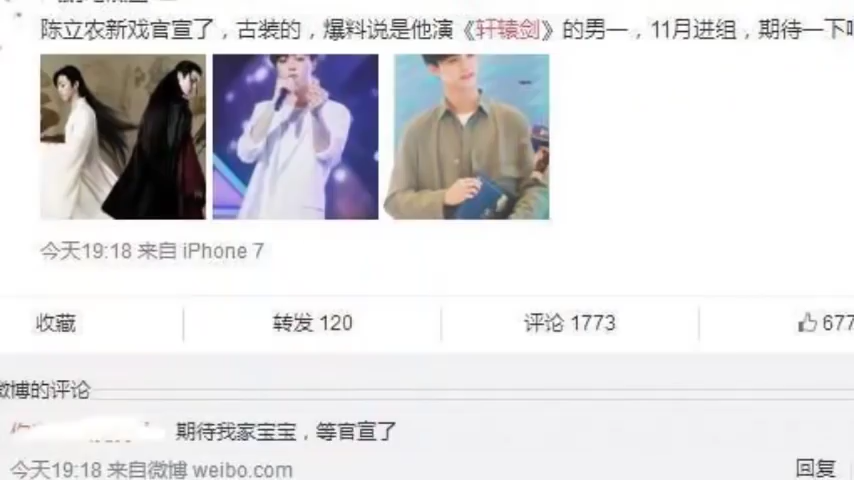 陈立农新戏官宣了，古装的，爆料说是他演《轩辕剑》的男一，11月进组，期待一下
今天19:18 来自 iPhone 7
收藏
转发 120
评论 1773
677
微博的评论
期待我家宝宝，等官宣了
今天19:18 来自微博 weibo.com
回复